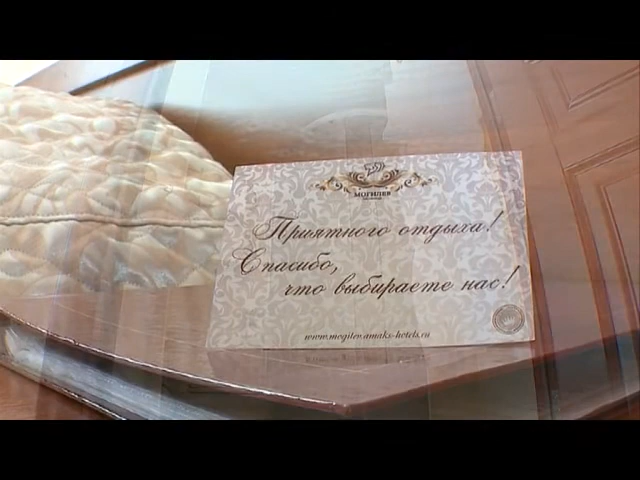 МОГИЛЕВ
Приятного отдыха!
Спасибо,
что выбираете нас!
www.mogilev.amaks-hotels.ru